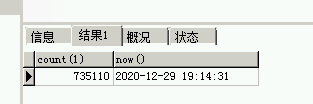 信息 结果1 概况 状态
count(1) now()
735110 2020-12-29 19:14:31